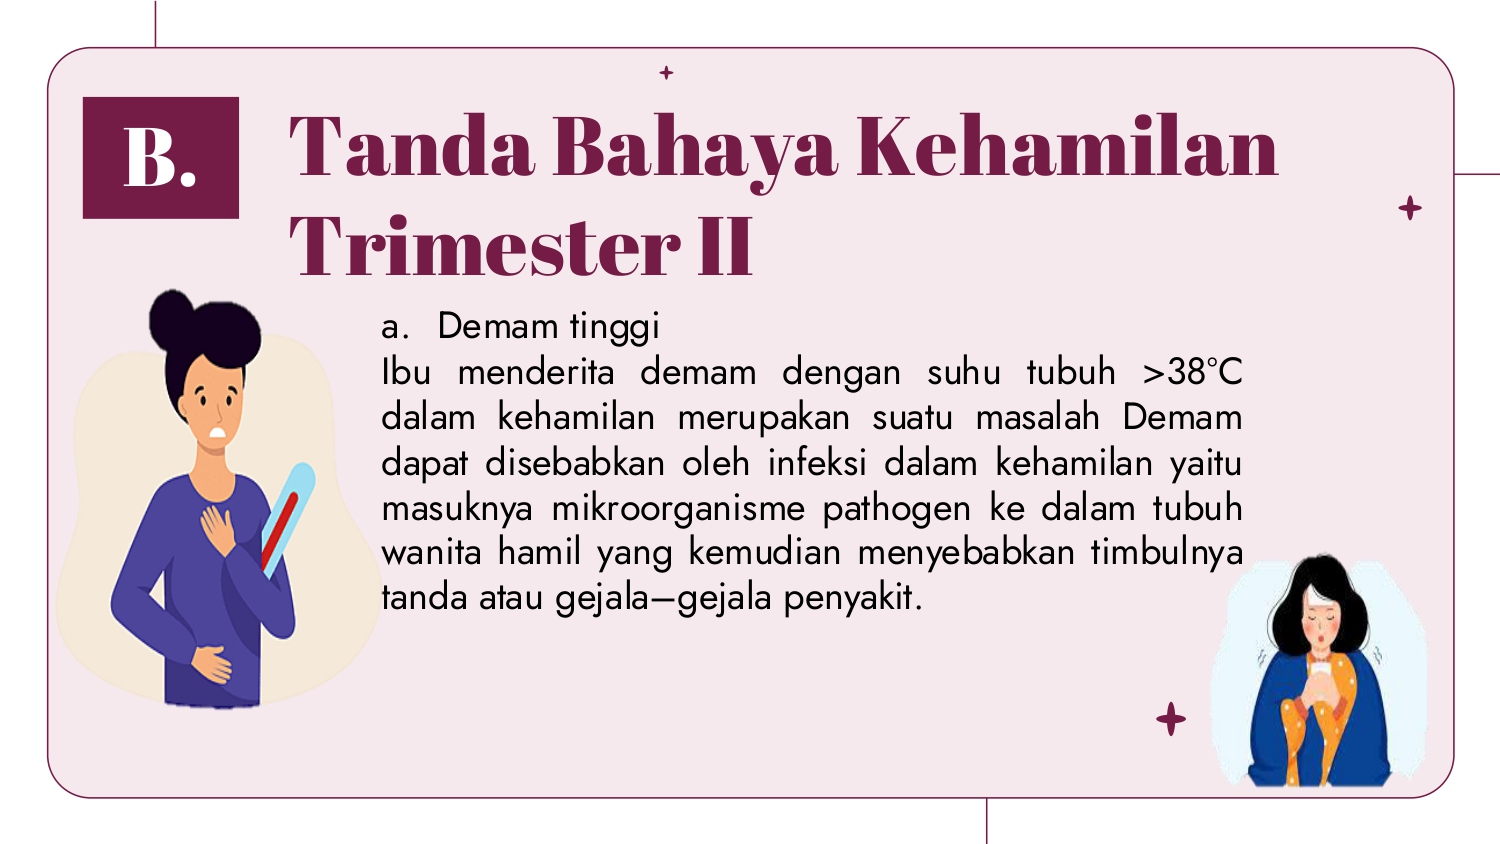 B.
Tanda Bahaya Kehamilan
Trimester II
a. Demam tinggi
Ibu menderita demam dengan suhu tubuh >38°C
dalam kehamilan merupakan suatu masalah Demam
dapat disebabkan oleh infeksi dalam kehamilan yaitu
masuknya mikroorganisme pathogen ke dalam tubuh
wanita hamil yang kemudian menyebabkan timbulnya
tanda atau gejala–gejala penyakit.